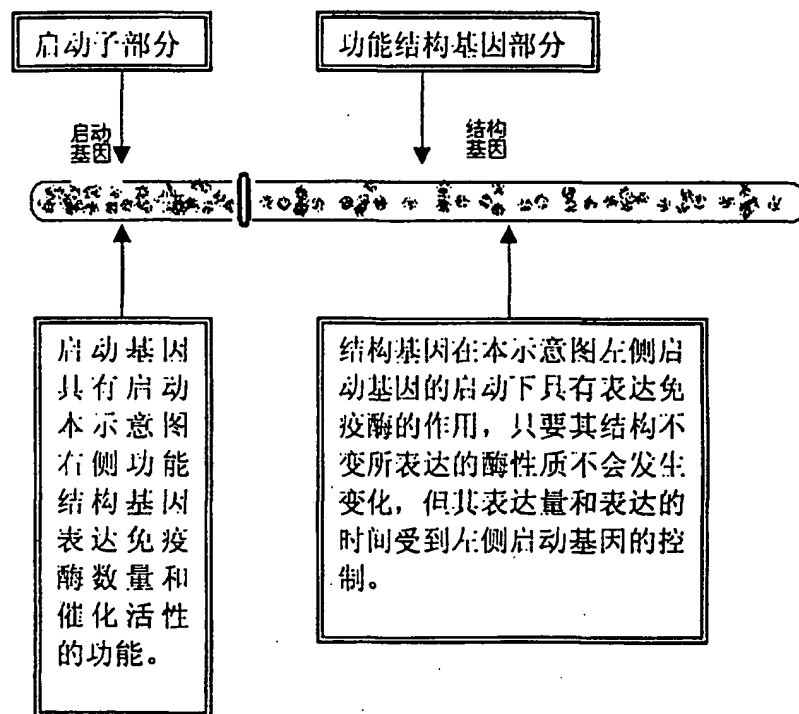 启动子部分
功能结构基因部分
启动
基因
结构
基因
启动基因
具有启动
本示意图
右侧功能
结构基因
表达免疫
酶数量和
催化活性
的功能。
结构基因在本示意图左侧启
动基因的启动下具有表达免
疫酶的作用，只要其结构不
变所表达的酶性质不会发生
变化，但其表达量和表达的
时间受到左侧启动基因的控
制。